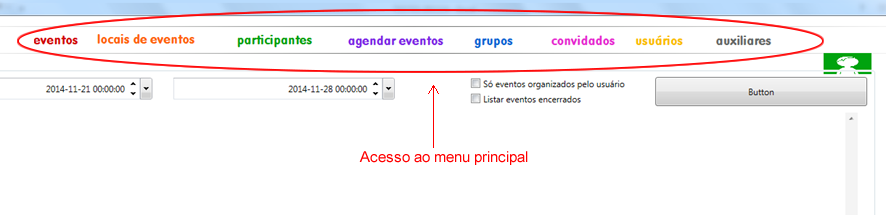 eventos locais de eventos participantes agendar eventos grupos convidados usuários auxiliares
2014-11-21 00:00:00 2014-11-28 00:00:00 Só eventos organizados pelo usuário Button
Listar eventos encerrados
Acesso ao menu principal